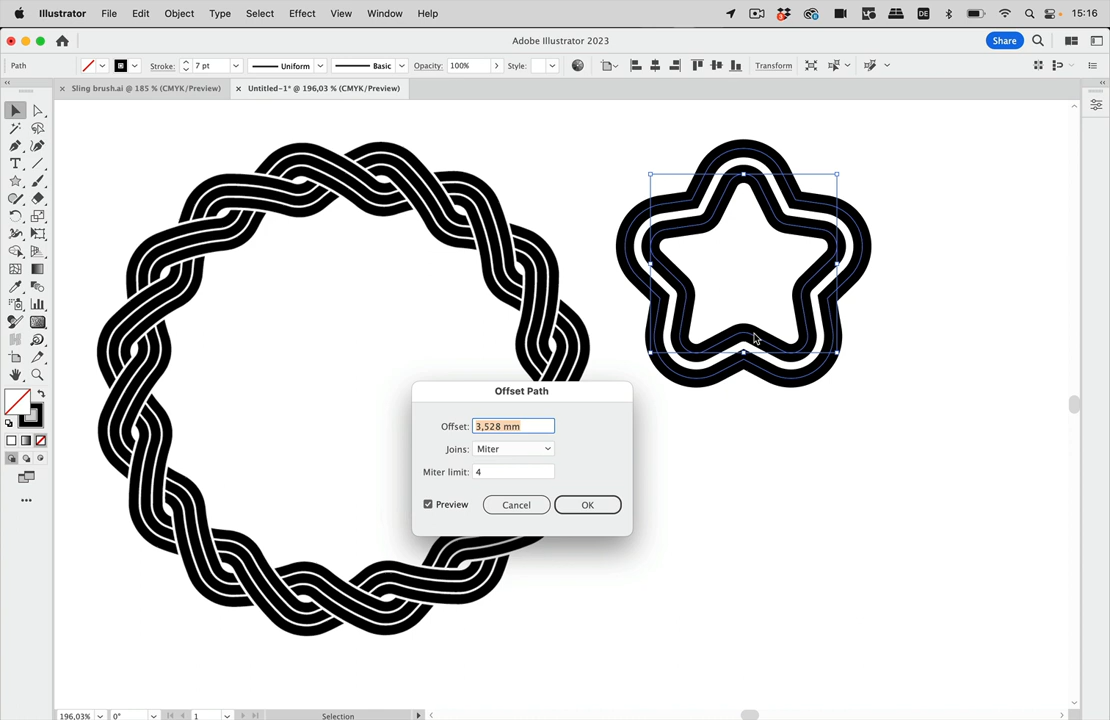 Illustrator File Edit Object Type Select Effect View Window Help DE 15:16
Adobe Illustrator 2023 Share
Path Stroke: 7 pt Uniform Basic Opacity: 100% Style: Transform
Sling brush.ai @ 185 % (CMYK/Preview) Untitled-1* @ 196,03 % (CMYK/Preview)
Offset Path
Offset: 3,528 mm
Joins: Miter
Miter limit: 4
Preview Cancel OK
196,03% 0° 1 Selection